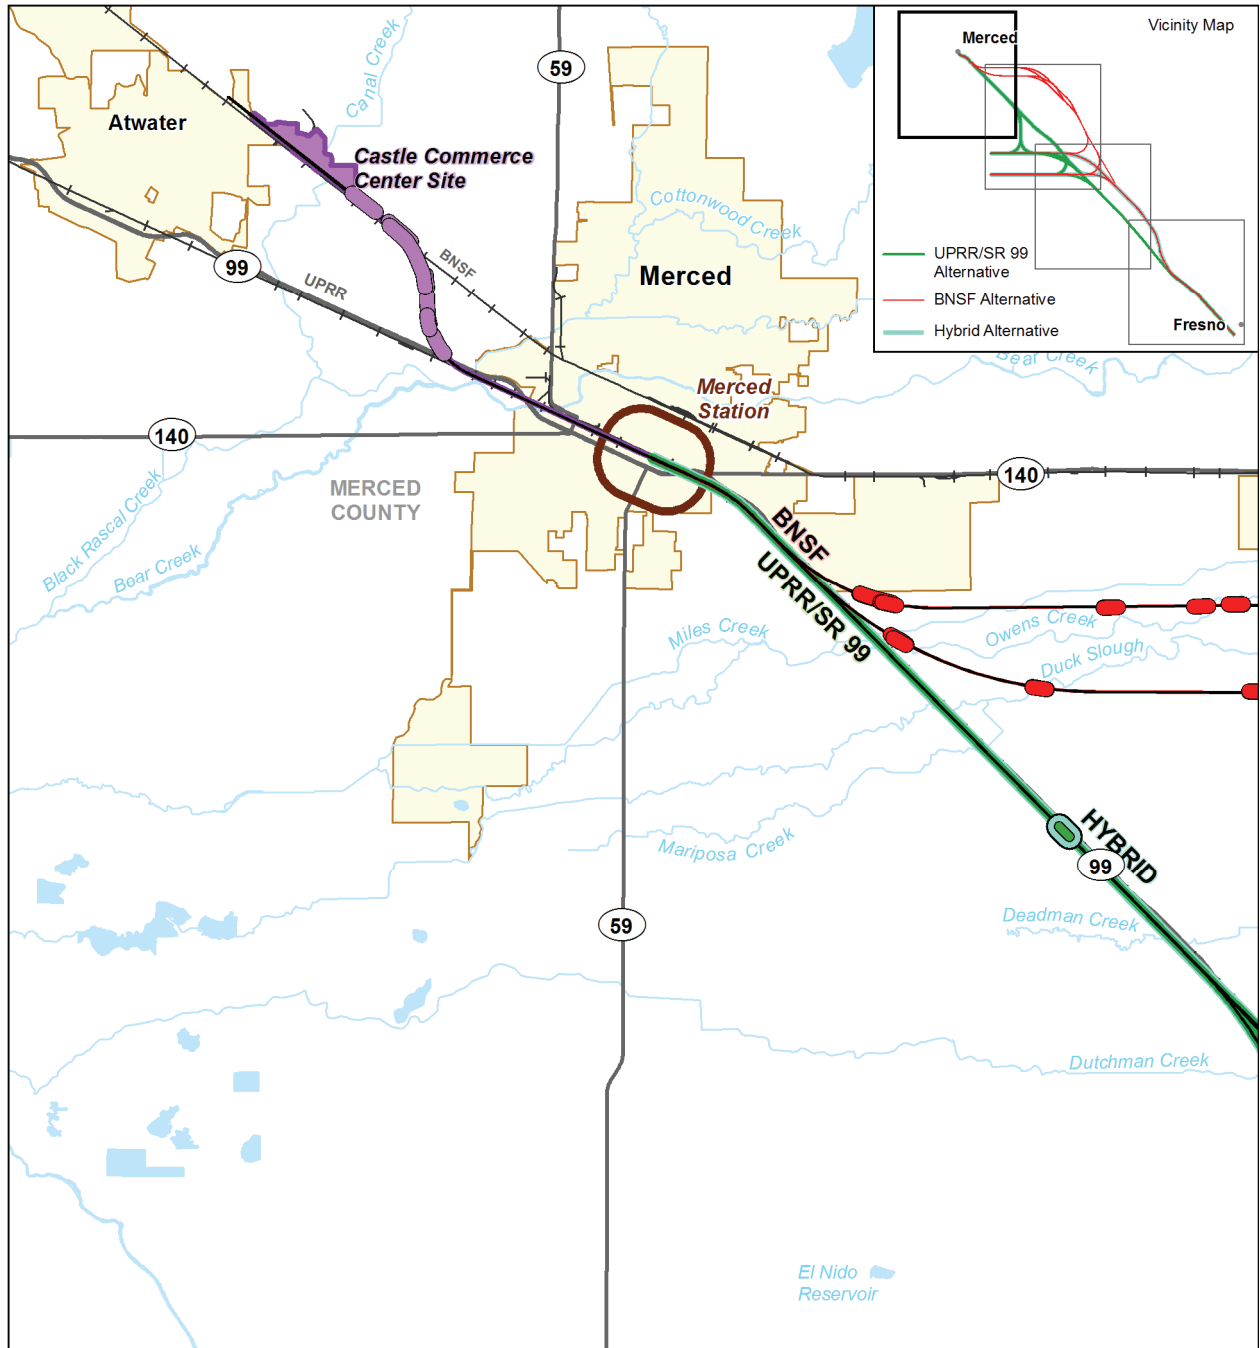 Vicinity Map
Merced
UPRR/SR 99
Alternative
BNSF Alternative
Hybrid Alternative
Fresno
Canal Creek
59
Atwater
Castle Commerce
Center Site
Cottonwood Creek
99
UPRR
BNSF
Merced
Bear Creek
Merced
Station
140
140
MERCED
COUNTY
Black Rascal Creek
Bear Creek
BNSF
UPRR/SR 99
Miles Creek
Owens Creek
Duck Slough
Mariposa Creek
HYBRID
99
59
Deadman Creek
Dutchman Creek
El Nido
Reservoir